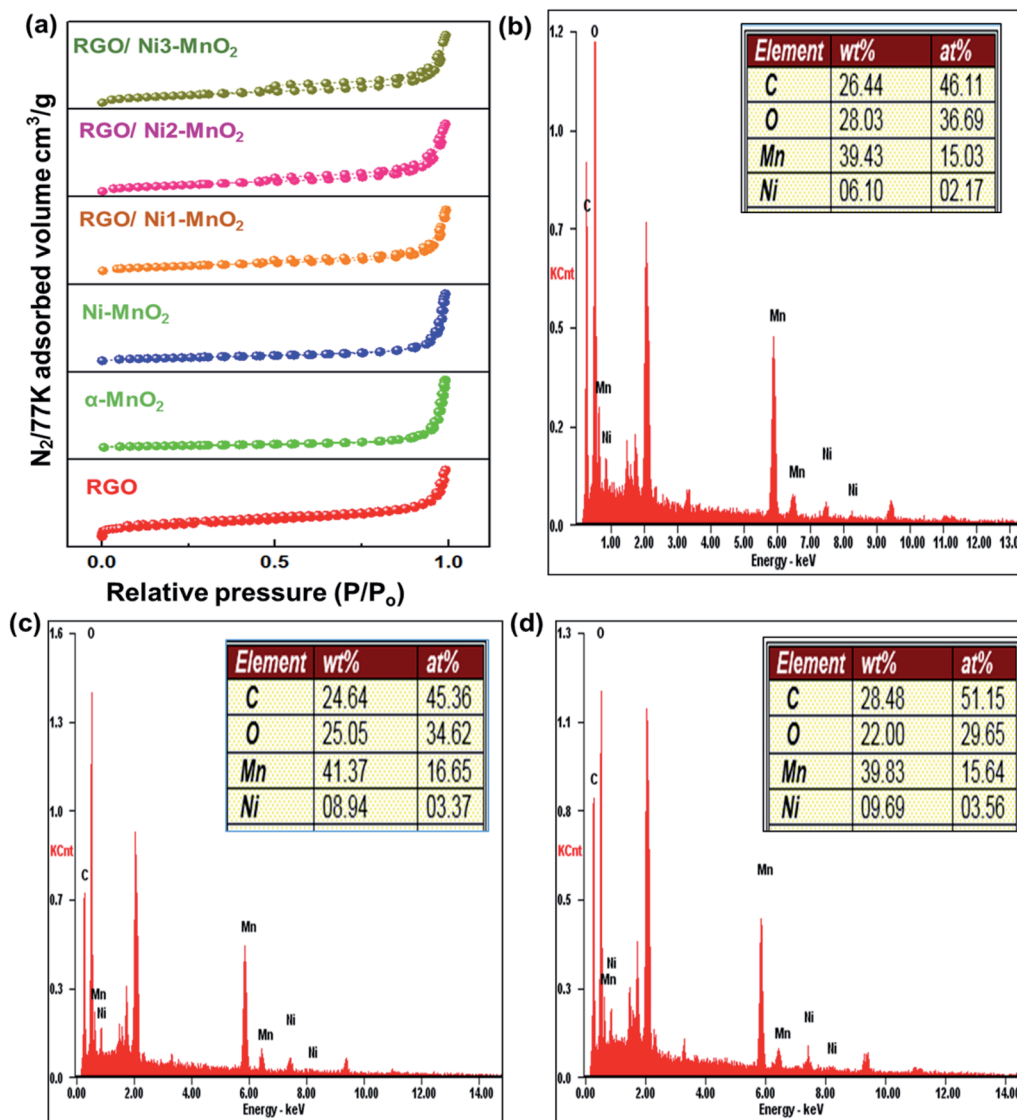 (a)
RGO/ Ni3-MnO₂
RGO/ Ni2-MnO₂
RGO/ Ni1-MnO₂
Ni-MnO₂
α-MnO₂
RGO
N₂/77K adsorbed volume cm³/g
0.0 0.5 1.0
Relative pressure (P/Pₒ)
(b)
1.2
1.0
0.7
KCnt
0.5
0.2
0.0
O
C
Mn
Ni
Mn
Mn
Ni
Ni
Element wt% at%
C 26.44 46.11
O 28.03 36.69
Mn 39.43 15.03
Ni 06.10 02.17
1.00 2.00 3.00 4.00 5.00 6.00 7.00 8.00 9.00 10.00 11.00 12.00 13.
Energy - keV
(c)
1.6
1.3
1.0
KCnt
0.7
0.3
0.0
O
C
Mn
Ni
Mn
Mn
Ni
Ni
Element wt% at%
C 24.64 45.36
O 25.05 34.62
Mn 41.37 16.65
Ni 08.94 03.37
0.00 2.00 4.00 6.00 8.00 10.00 12.00 14.00
Energy - keV
(d)
1.3
1.1
0.8
KCnt
0.5
0.3
0.0
O
C
Ni
Mn
Mn
Mn
Ni
Ni
Element wt% at%
C 28.48 51.15
O 22.00 29.65
Mn 39.83 15.64
Ni 09.69 03.56
0.00 2.00 4.00 6.00 8.00 10.00 12.00 14.0
Energy - keV